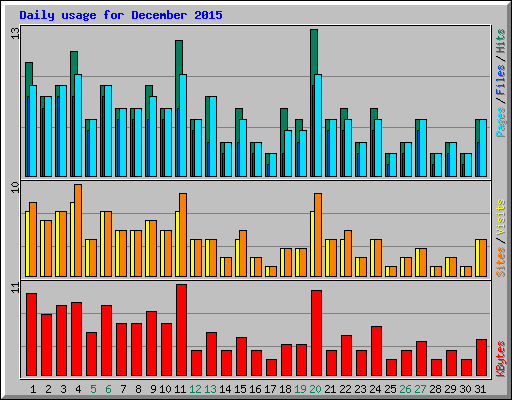 Daily usage for December 2015
13
Pages/Files/Hits
10
Sites/Visits
11
KBytes
1 2 3 4 5 6 7 8 9 10 11 12 13 14 15 16 17 18 19 20 21 22 23 24 25 26 27 28 29 30 31